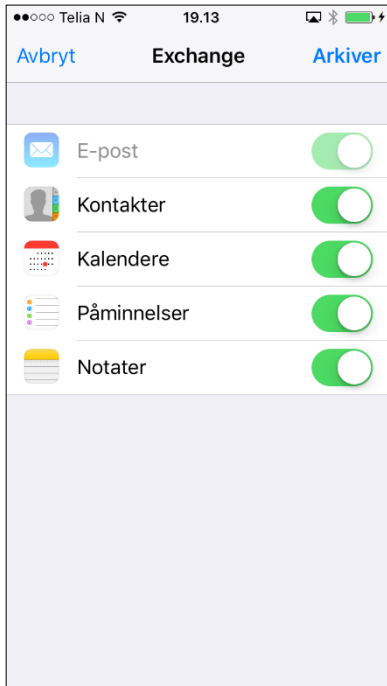 Telia N 19.13
Avbryt Exchange Arkiver
E-post
Kontakter
Kalendere
Påminnelser
Notater